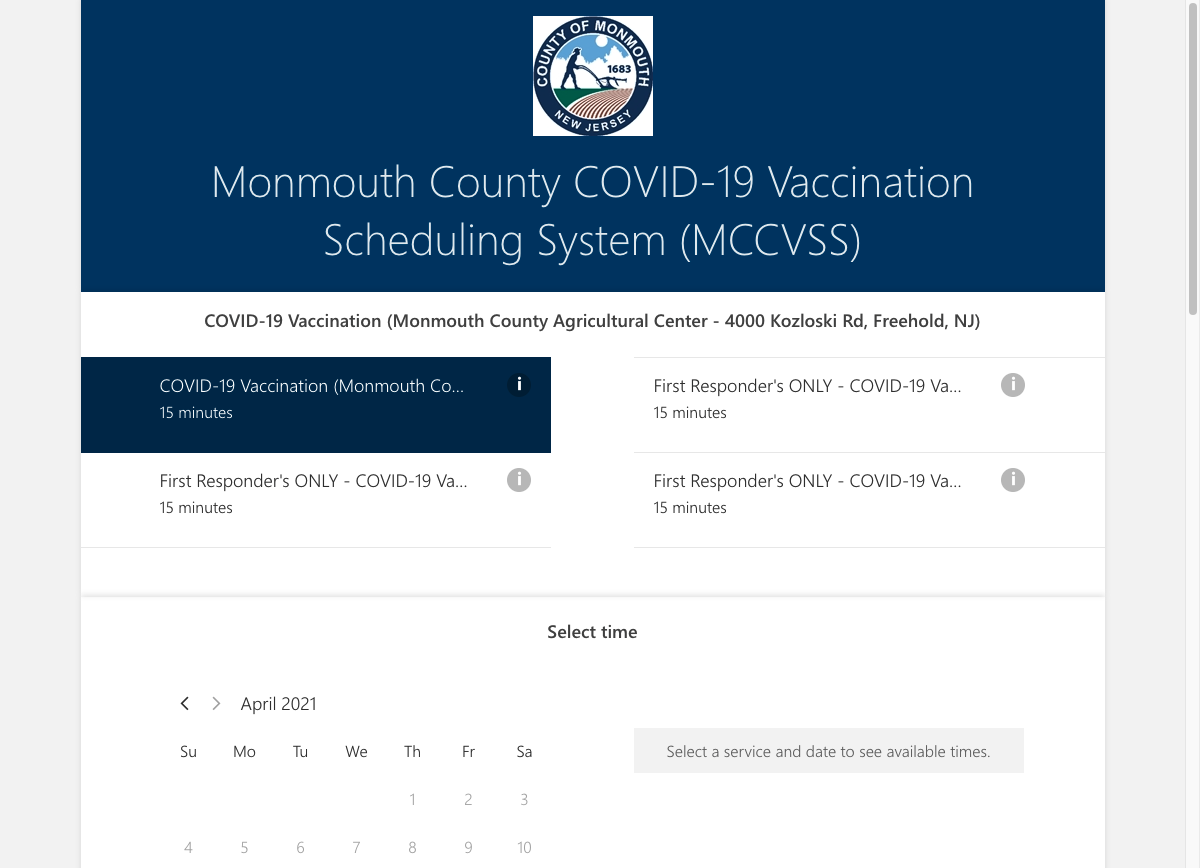 COUNTY OF MONMOUTH
1683
NEW JERSEY
Monmouth County COVID-19 Vaccination
Scheduling System (MCCVSS)
COVID-19 Vaccination (Monmouth County Agricultural Center - 4000 Kozloski Rd, Freehold, NJ)
COVID-19 Vaccination (Monmouth Co...
i
15 minutes
First Responder's ONLY - COVID-19 Va...
i
15 minutes
First Responder's ONLY - COVID-19 Va...
i
15 minutes
First Responder's ONLY - COVID-19 Va...
i
15 minutes
Select time
April 2021
Su Mo Tu We Th Fr Sa
1 2 3
4 5 6 7 8 9 10
Select a service and date to see available times.